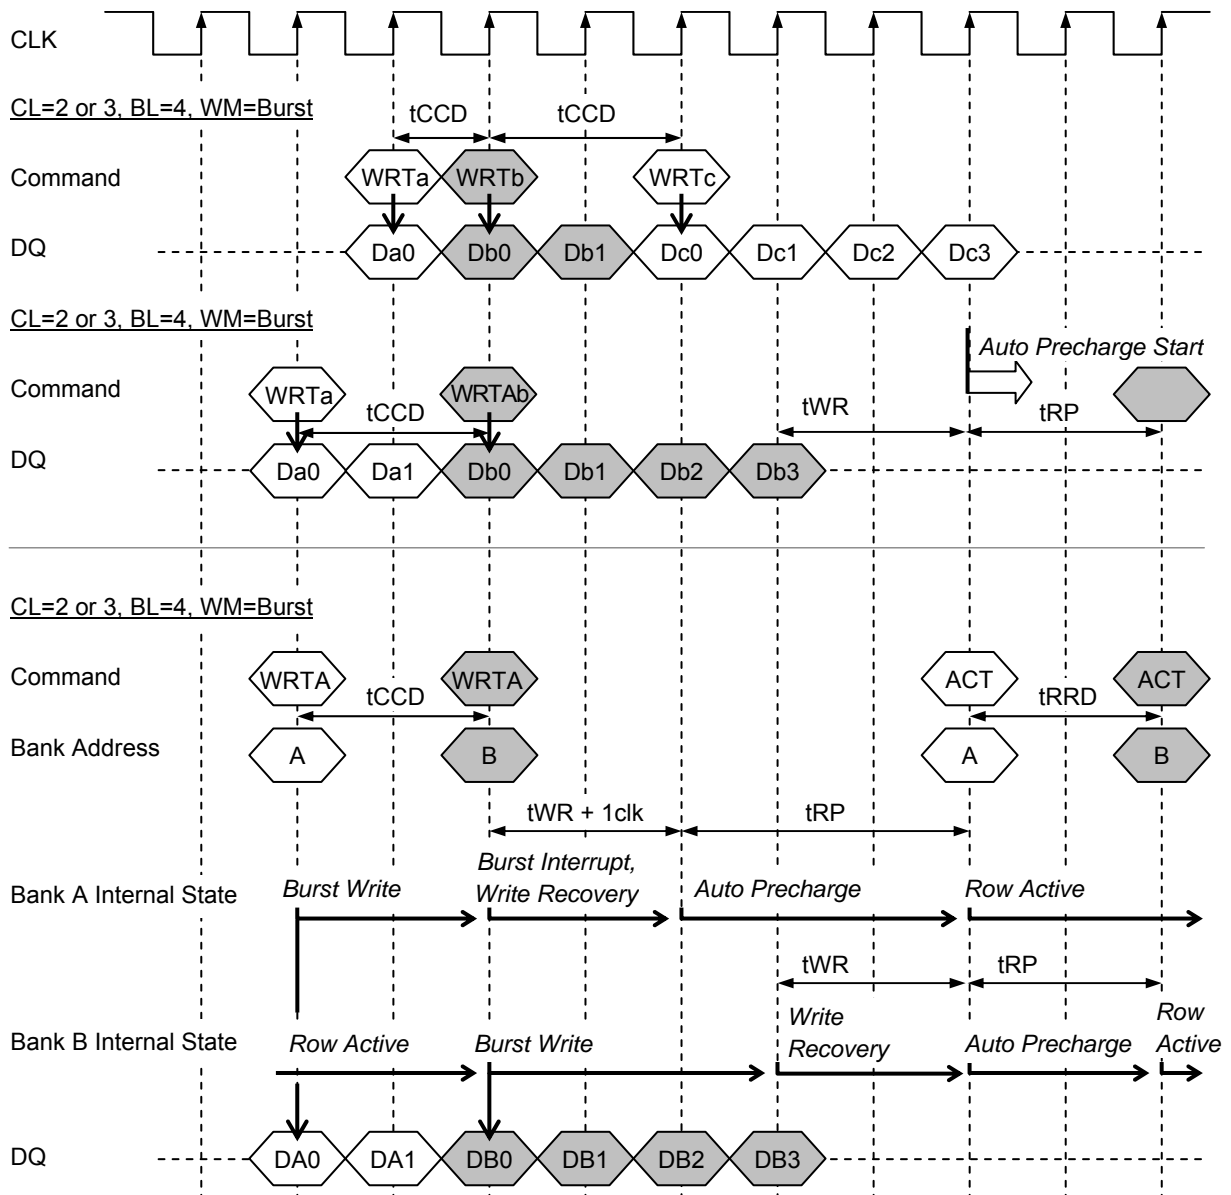 CLK
CL=2 or 3, BL=4, WM=Burst
tCCD tCCD
Command WRTa WRTb WRTc
DQ Da0 Db0 Db1 Dc0 Dc1 Dc2 Dc3
CL=2 or 3, BL=4, WM=Burst
Auto Precharge Start
Command WRTa WRTAb
tCCD tWR tRP
DQ Da0 Da1 Db0 Db1 Db2 Db3
CL=2 or 3, BL=4, WM=Burst
Command WRTA WRTA ACT ACT
tCCD tRRD
Bank Address A B A B
tWR + 1clk tRP
Burst Interrupt,
Bank A Internal State Burst Write Write Recovery Auto Precharge Row Active
tWR tRP
Write Row
Bank B Internal State Row Active Burst Write Recovery Auto Precharge Active
DQ DA0 DA1 DB0 DB1 DB2 DB3